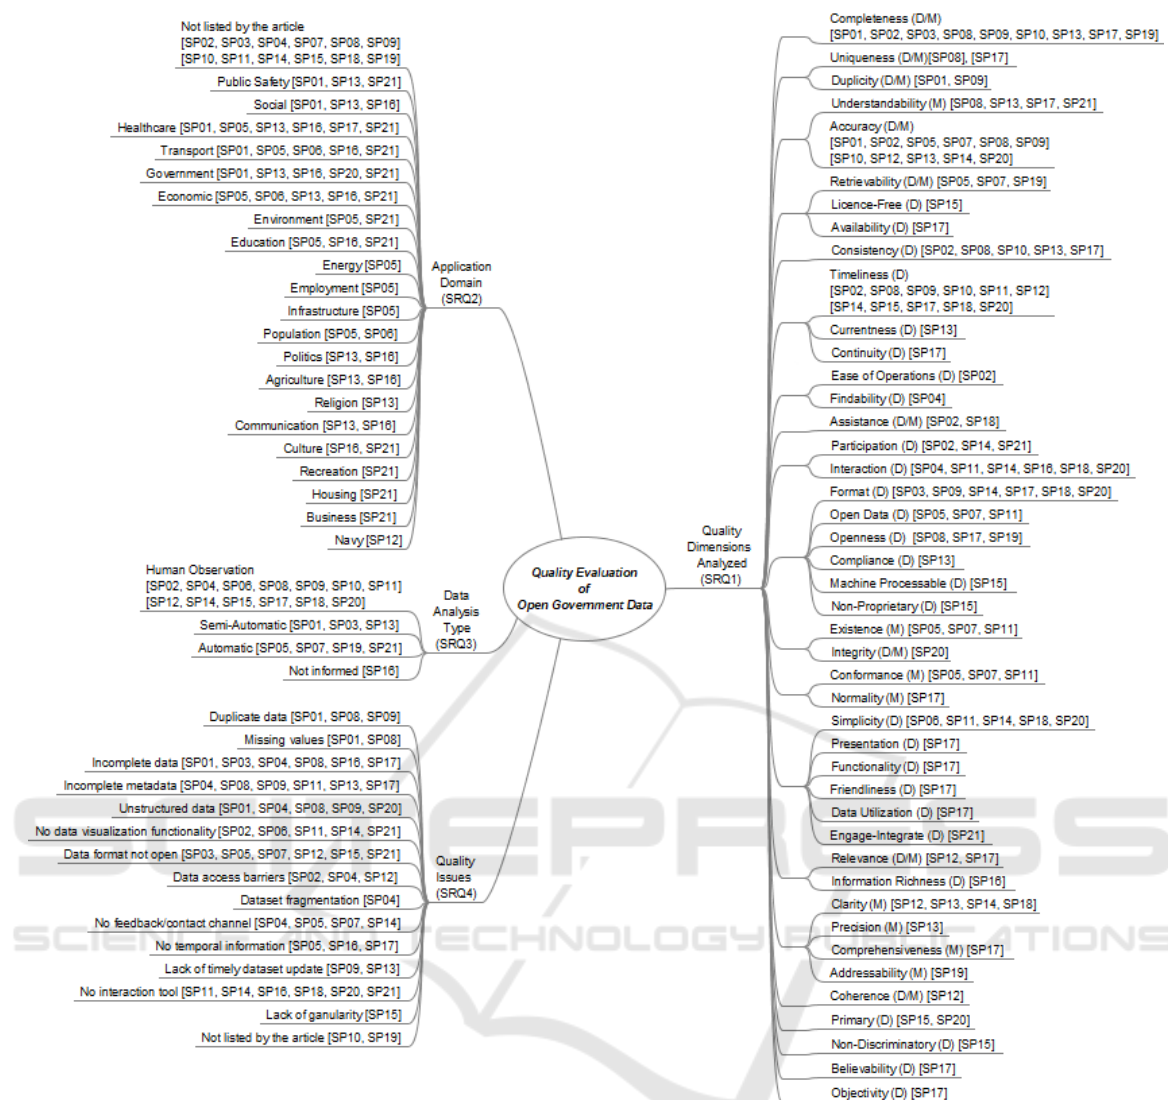 Not listed by the article
[SP02, SP03, SP04, SP07, SP08, SP09]
[SP10, SP11, SP14, SP15, SP18, SP19]
Public Safety [SP01, SP13, SP21]
Social [SP01, SP13, SP16]
Healthcare [SP01, SP05, SP13, SP16, SP17, SP21]
Transport [SP01, SP05, SP06, SP16, SP21]
Government [SP01, SP13, SP16, SP20, SP21]
Economic [SP05, SP06, SP13, SP16, SP21]
Environment [SP05, SP21]
Education [SP05, SP16, SP21]
Energy [SP05]
Employment [SP05]
Infrastructure [SP05]
Population [SP05, SP06]
Politics [SP13, SP16]
Agriculture [SP13, SP16]
Religion [SP13]
Communication [SP13, SP16]
Culture [SP16, SP21]
Recreation [SP21]
Housing [SP21]
Business [SP21]
Navy [SP12]
Application
Domain
(SRQ2)
Human Observation
[SP02, SP04, SP06, SP08, SP09, SP10, SP11]
[SP12, SP14, SP15, SP17, SP18, SP20]
Semi-Automatic [SP01, SP03, SP13]
Automatic [SP05, SP07, SP19, SP21]
Not informed [SP16]
Data
Analysis
Type
(SRQ3)
Duplicate data [SP01, SP08, SP09]
Missing values [SP01, SP08]
Incomplete data [SP01, SP03, SP04, SP08, SP16, SP17]
Incomplete metadata [SP04, SP08, SP09, SP11, SP13, SP17]
Unstructured data [SP01, SP04, SP08, SP09, SP20]
No data visualization functionality [SP02, SP06, SP11, SP14, SP21]
Data format not open [SP03, SP05, SP07, SP12, SP15, SP21]
Data access barriers [SP02, SP04, SP12]
Dataset fragmentation [SP04]
No feedback/contact channel [SP04, SP05, SP07, SP14]
No temporal information [SP05, SP16, SP17]
Lack of timely dataset update [SP09, SP13]
No interaction tool [SP11, SP14, SP16, SP18, SP20, SP21]
Lack of ganularity [SP15]
Not listed by the article [SP10, SP19]
Quality
Issues
(SRQ4)
Quality Evaluation
of
Open Government Data
Quality
Dimensions
Analyzed
(SRQ1)
Completeness (D/M)
[SP01, SP02, SP03, SP08, SP09, SP10, SP13, SP17, SP19]
Uniqueness (D/M)[SP08], [SP17]
Duplicity (D/M) [SP01, SP09]
Understandability (M) [SP08, SP13, SP17, SP21]
Accuracy (D/M)
[SP01, SP02, SP05, SP07, SP08, SP09]
[SP10, SP12, SP13, SP14, SP20]
Retrievability (D/M) [SP05, SP07, SP19]
Licence-Free (D) [SP15]
Availability (D) [SP17]
Consistency (D) [SP02, SP08, SP10, SP13, SP17]
Timeliness (D)
[SP02, SP08, SP09, SP10, SP11, SP12]
[SP14, SP15, SP17, SP18, SP20]
Currentness (D) [SP13]
Continuity (D) [SP17]
Ease of Operations (D) [SP02]
Findability (D) [SP04]
Assistance (D/M) [SP02, SP18]
Participation (D) [SP02, SP14, SP21]
Interaction (D) [SP04, SP11, SP14, SP16, SP18, SP20]
Format (D) [SP03, SP09, SP14, SP17, SP18, SP20]
Open Data (D) [SP05, SP07, SP11]
Openness (D) [SP08, SP17, SP19]
Compliance (D) [SP13]
Machine Processable (D) [SP15]
Non-Proprietary (D) [SP15]
Existence (M) [SP05, SP07, SP11]
Integrity (D/M) [SP20]
Conformance (M) [SP05, SP07, SP11]
Normality (M) [SP17]
Simplicity (D) [SP06, SP11, SP14, SP18, SP20]
Presentation (D) [SP17]
Functionality (D) [SP17]
Friendliness (D) [SP17]
Data Utilization (D) [SP17]
Engage-Integrate (D) [SP21]
Relevance (D/M) [SP12, SP17]
Information Richness (D) [SP16]
Clarity (M) [SP12, SP13, SP14, SP18]
Precision (M) [SP13]
Comprehensiveness (M) [SP17]
Addressability (M) [SP19]
Coherence (D/M) [SP12]
Primary (D) [SP15, SP20]
Non-Discriminatory (D) [SP15]
Believability (D) [SP17]
Objectivity (D) [SP17]
SCITEPRESS
SCIENCE AND TECHNOLOGY PUBLICATIONS